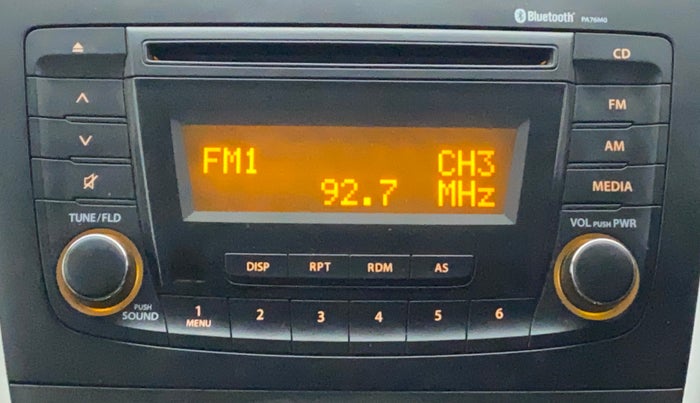 Bluetooth PA76M0
CD
FM
AM
MEDIA
FM1 CH3
92.7 MHz
TUNE/FLD
VOL PUSH PWR
DISP RPT RDM AS
PUSH
SOUND
1 2 3 4 5 6
MENU